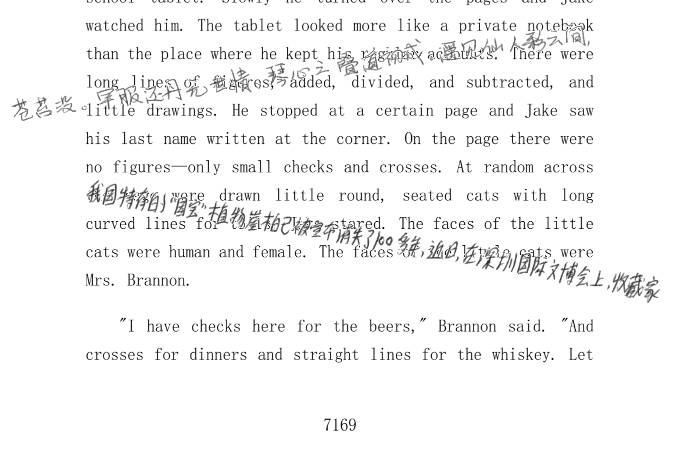 school tablet. Slowly he turned over the pages and Jake
watched him. The tablet looked more like a private notebook
than the place where he kept his regular accounts. There were
苍苔没。早服还丹无世情,琴心三叠道初成。遥见仙人彩云
long lines of figures, added, divided, and subtracted, and
little drawings. He stopped at a certain page and Jake saw
his last name written at the corner. On the page there were
no figures—only small checks and crosses. At random across
were drawn little round, seated cats with long
我国特有的"国宝"植物崖柏已被宣布消失了100多年,近日,在深圳国际文博会上,收藏家
curved lines for stared. The faces of the little
cats were human and female. The faces of the little cats were
Mrs. Brannon.
"I have checks here for the beers," Brannon said. "And
crosses for dinners and straight lines for the whiskey. Let
7169